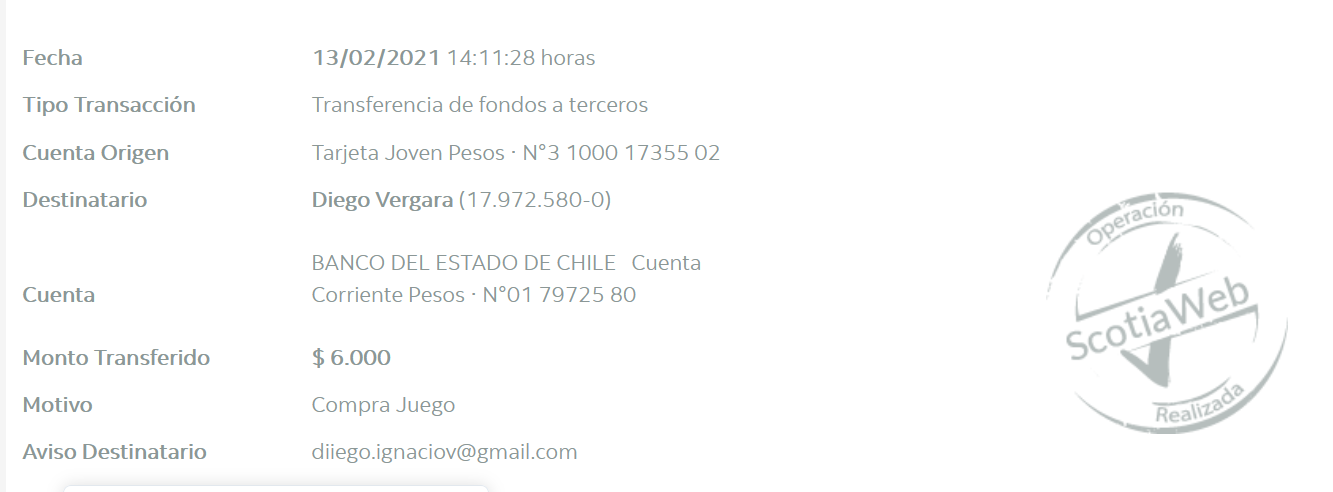 Fecha 13/02/2021 14:11:28 horas
Tipo Transacción Transferencia de fondos a terceros
Cuenta Origen Tarjeta Joven Pesos · N°3 1000 17355 02
Destinatario Diego Vergara (17.972.580-0)
BANCO DEL ESTADO DE CHILE Cuenta
Cuenta Corriente Pesos · N°01 79725 80
Monto Transferido $ 6.000
Motivo Compra Juego
Aviso Destinatario diiego.ignaciov@gmail.com
Operación
ScotiaWeb
Realizada